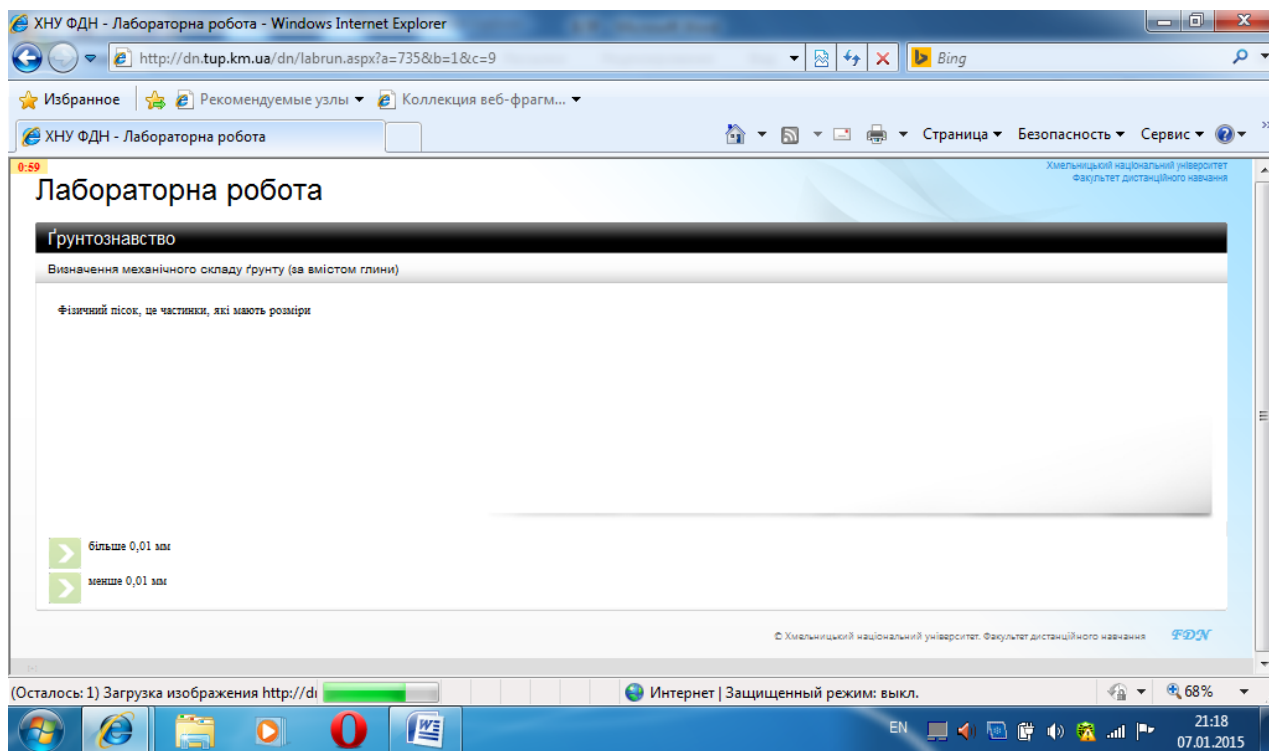 ХНУ ФДН - Лабораторна робота - Windows Internet Explorer
http://dn.tup.km.ua/dn/labrun.aspx?a=735&b=1&c=9
Bing
Избранное
Рекомендуемые узлы
Коллекция веб-фрагм...
ХНУ ФДН - Лабораторна робота
Страница
Безопасность
Сервис
0:59
Хмельницький національний університет
Факультет дистанційного навчання
Лабораторна робота
Ґрунтознавство
Визначення механічного складу ґрунту (за вмістом глини)
Фізичний пісок, це частинки, які мають розміри
більше 0,01 мм
менше 0,01 мм
© Хмельницький національний університет. Факультет дистанційного навчання
FDN
(Осталось: 1) Загрузка изображения http://dı
Интернет | Защищенный режим: выкл.
68%
EN
21:18
07.01.2015